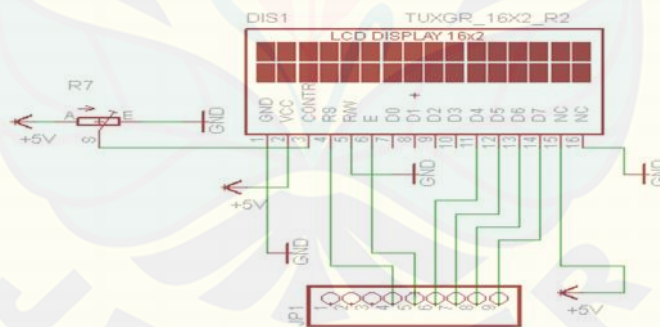 DIS1 TUXGR_16X2_R2
LCD DISPLAY 16x2
R7
A E
S
+5V
GND
GND VCC CONTR RS R/W E D0 D1 D2 D3 D4 D5 D6 D7 NC NC
1 2 3 4 5 6 7 8 9 10 11 12 13 14 15 16
+5V
GND
GND
GND
+5V
JP1
1 2 3 4 5 6 7 8 9